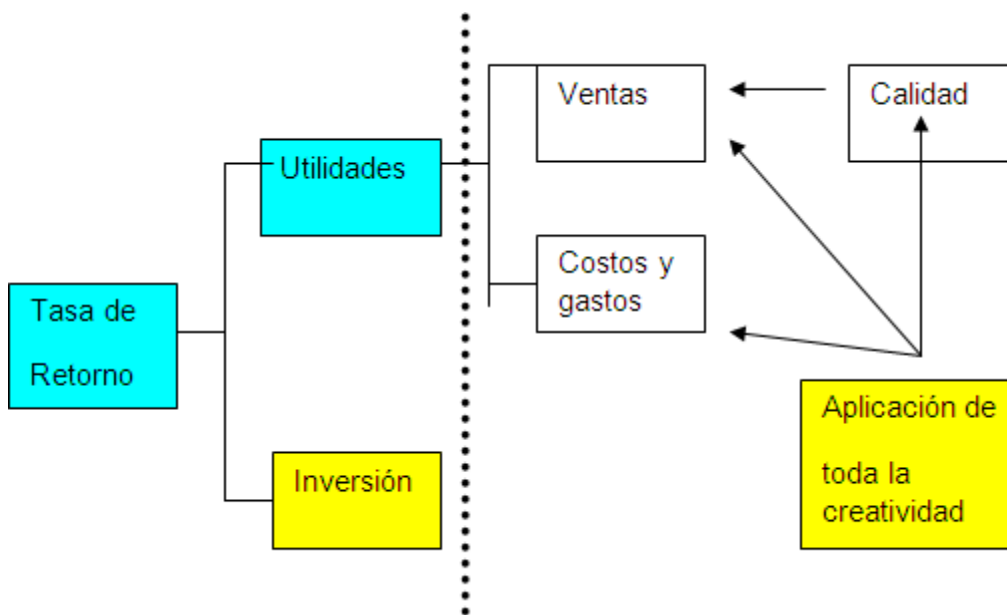 Ventas
Calidad
Utilidades
Costos y
gastos
Tasa de
Retorno
Inversión
Aplicación de
toda la
creatividad